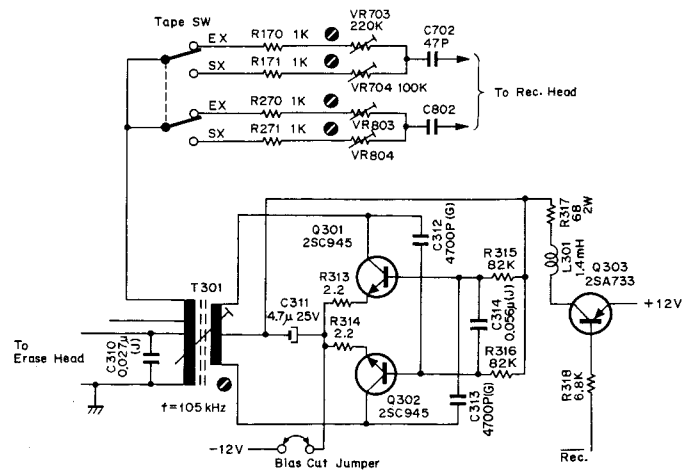 Tape SW
EX
R170 1K
VR703
220K
C702
47P
SX
R171 1K
VR704 100K
To Rec. Head
EX
R270 1K
VR803
C802
SX
R271 1K
VR804
T301
Q301
2SC945
C312
4700P(G)
R317
68
2W
L301
1.4mH
R315
82K
Q303
2SA733
+12V
R313
2.2
C311
4.7μ 25V
R314
2.2
C314
0.056μ(J)
R316
82K
To
Erase Head
C310
0.027μ
(J)
f=105kHz
Q302
2SC945
C313
4700P(G)
R318
6.8K
-12V
Bias Cut Jumper
Rec.